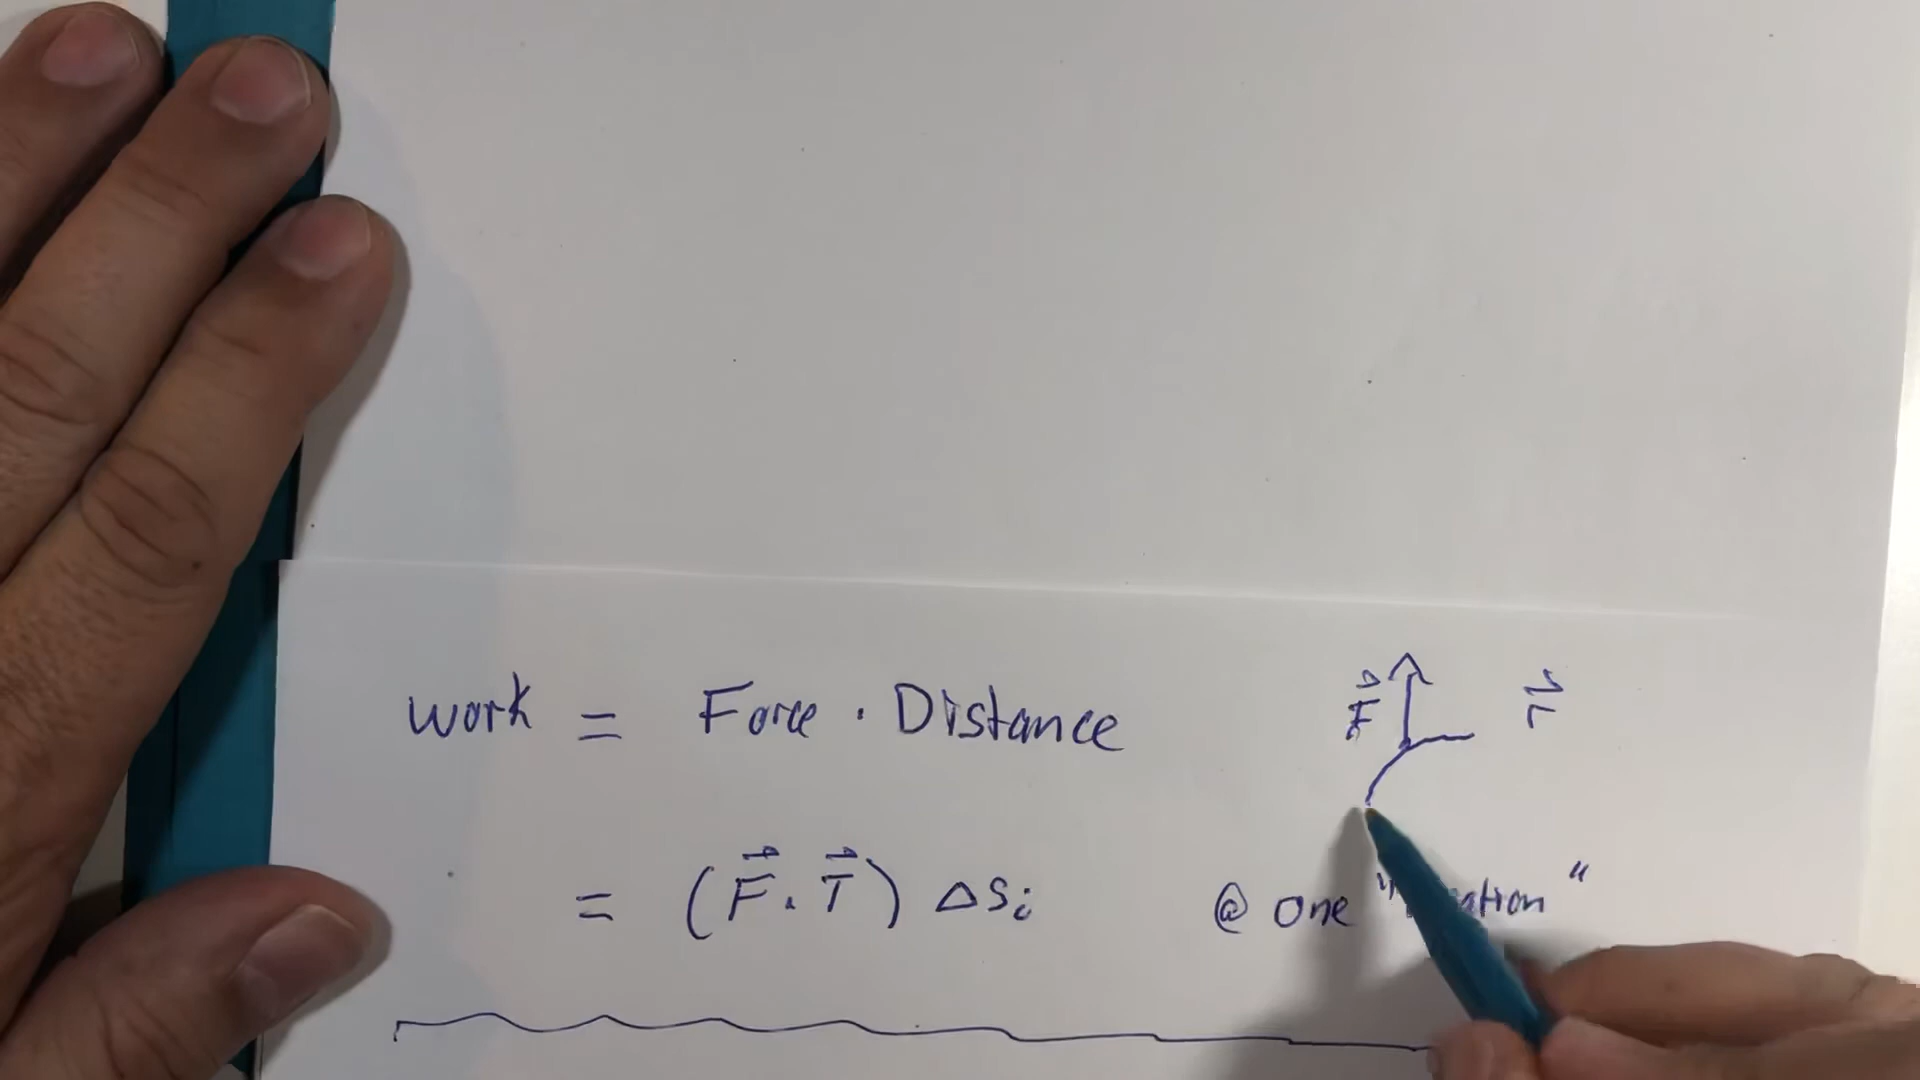 work = Force · Distance
F⃗ r⃗
= (F⃗ · T⃗) Δsᵢ @ one "